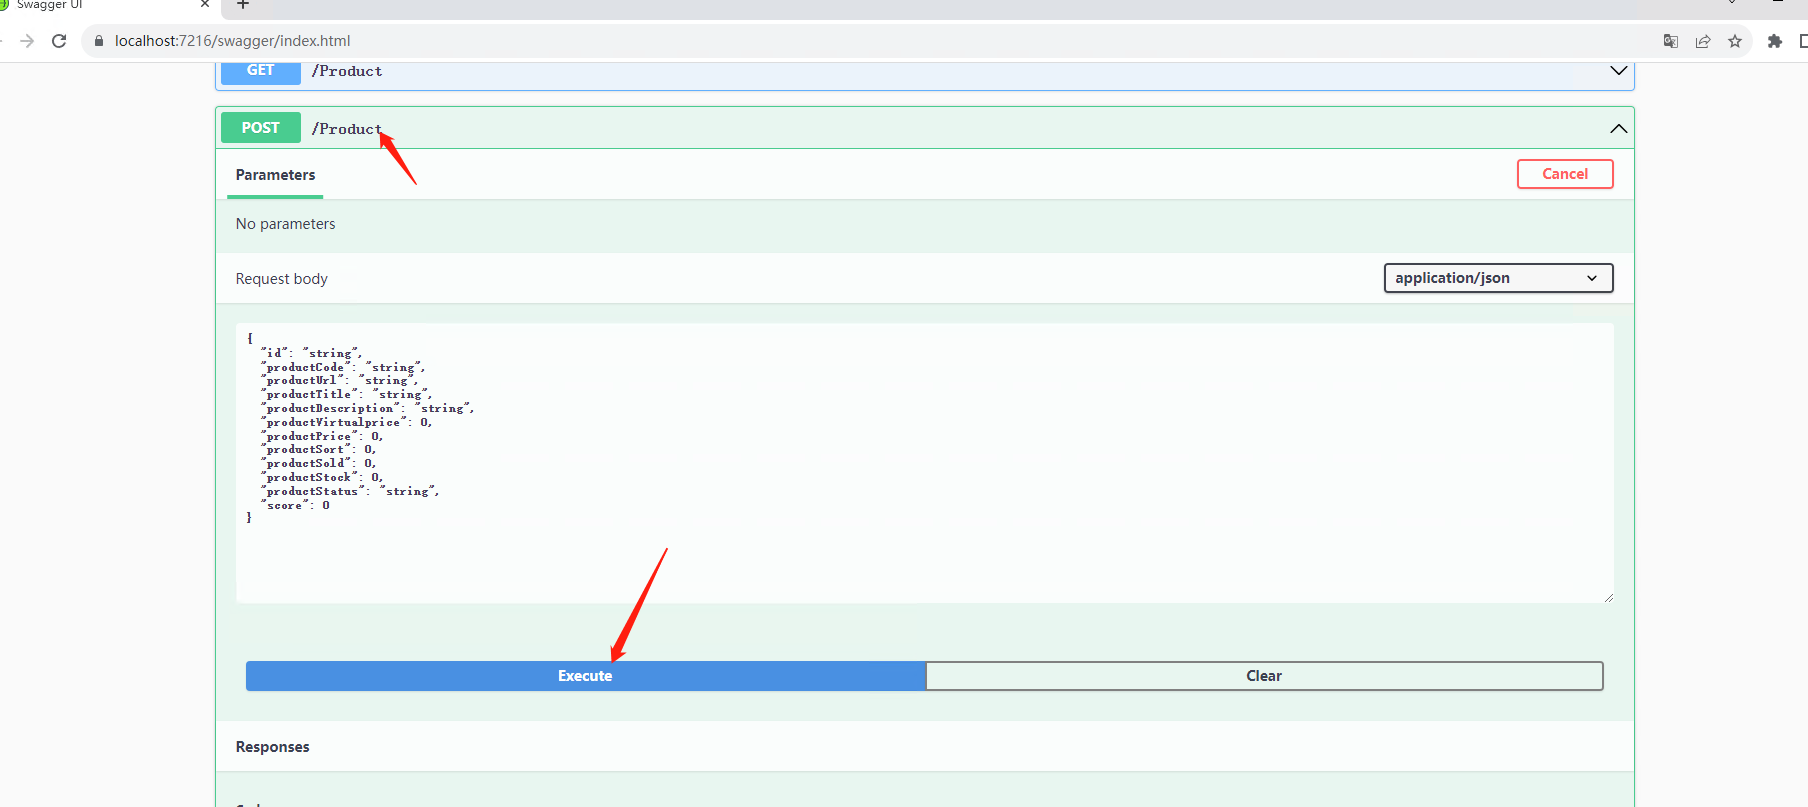 Swagger UI
localhost:7216/swagger/index.html
GET /Product
POST /Product
Parameters
Cancel
No parameters
Request body
application/json
{
"id": "string",
"productCode": "string",
"productUrl": "string",
"productTitle": "string",
"productDescription": "string",
"productVirtualprice": 0,
"productPrice": 0,
"productSort": 0,
"productSold": 0,
"productStock": 0,
"productStatus": "string",
"score": 0
}
Execute
Clear
Responses